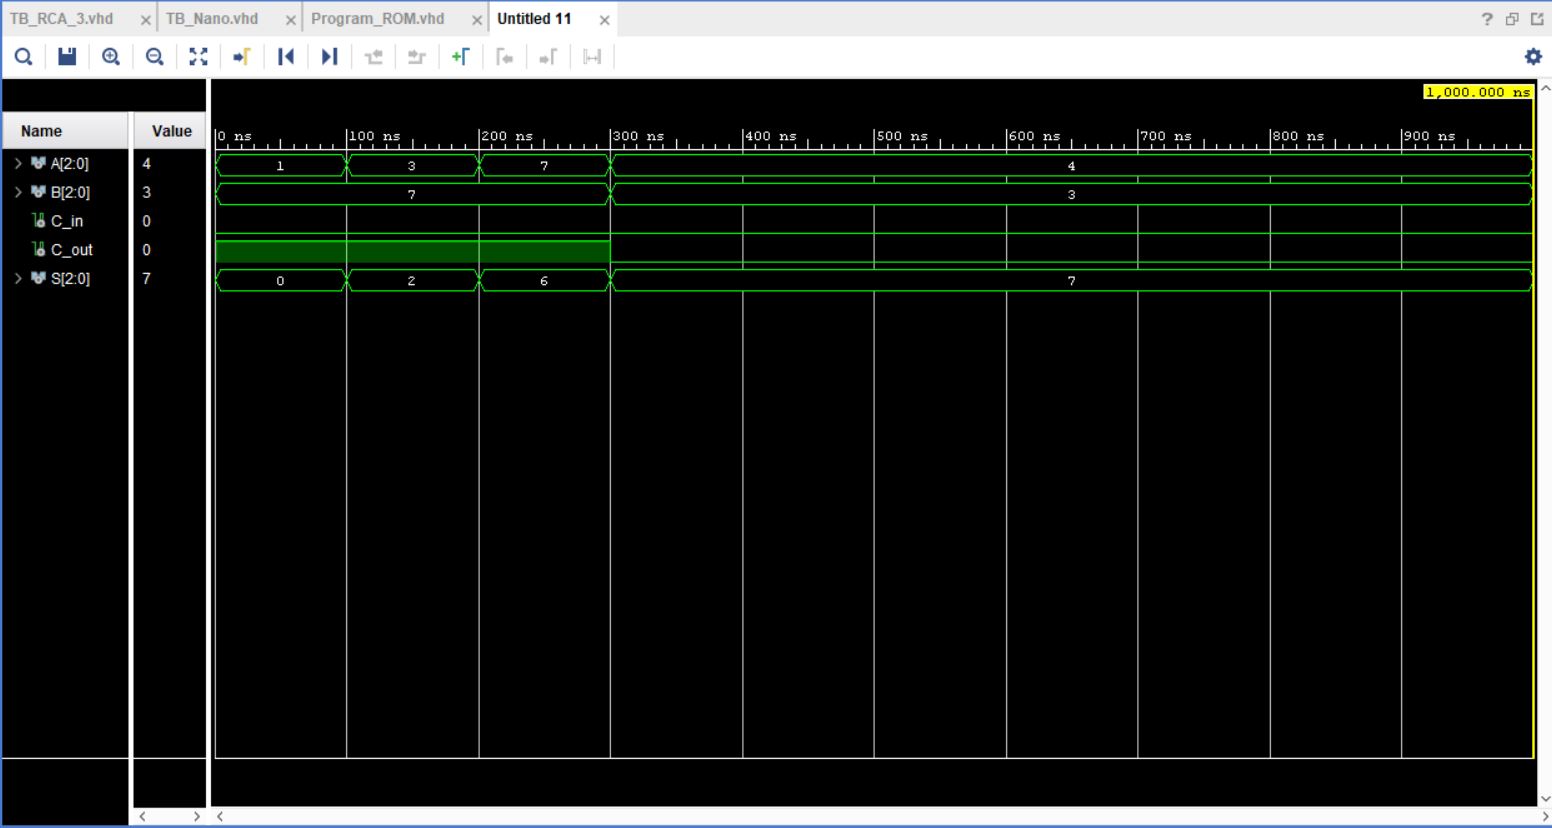 TB_RCA_3.vhd × TB_Nano.vhd × Program_ROM.vhd × Untitled 11 × ?
1,000.000 ns
Name Value 0 ns 100 ns 200 ns 300 ns 400 ns 500 ns 600 ns 700 ns 800 ns 900 ns
A[2:0] 4 1 3 7 4
B[2:0] 3 7 3
C_in 0
C_out 0
S[2:0] 7 0 2 6 7